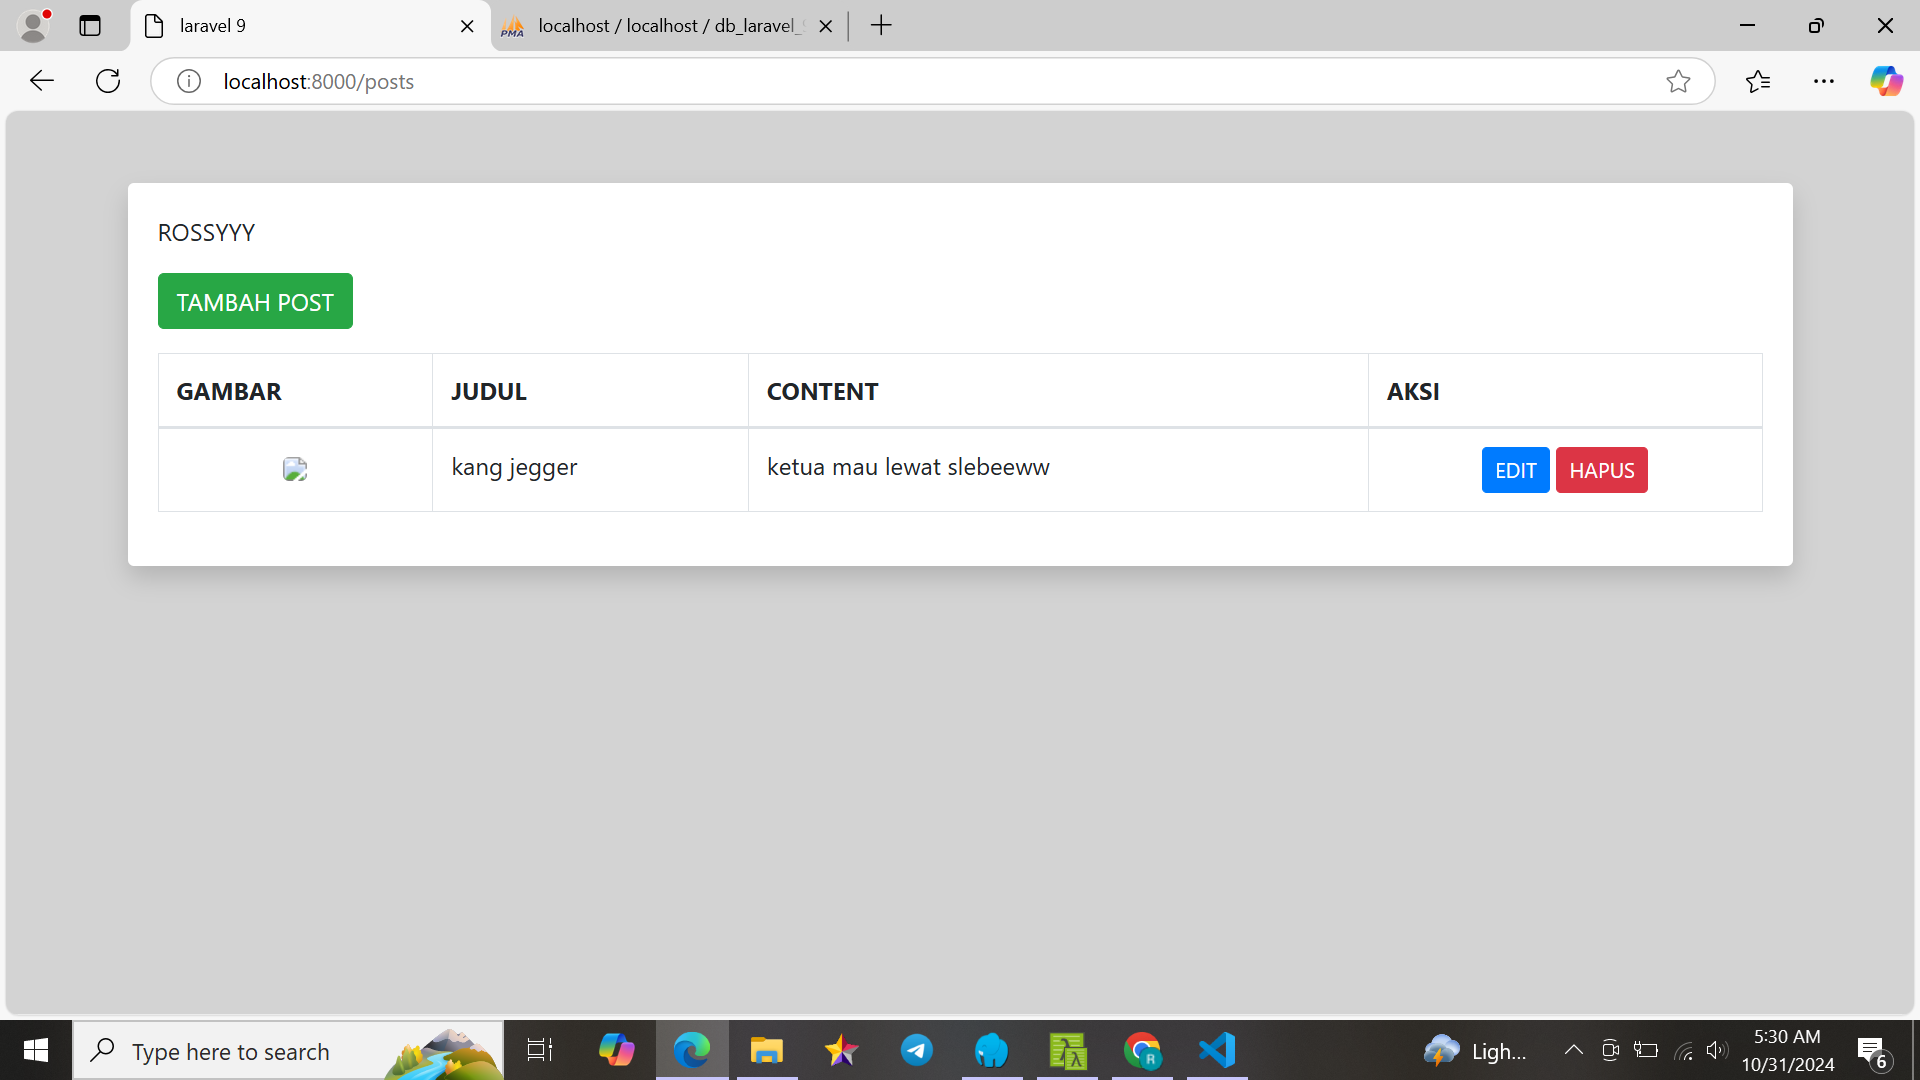 laravel 9
localhost / localhost / db_laravel_
localhost:8000/posts
ROSSYYY
TAMBAH POST
GAMBAR JUDUL CONTENT AKSI
kang jegger ketua mau lewat slebeeww EDIT HAPUS
Type here to search
Ligh...
5:30 AM
10/31/2024
6
PMA
R